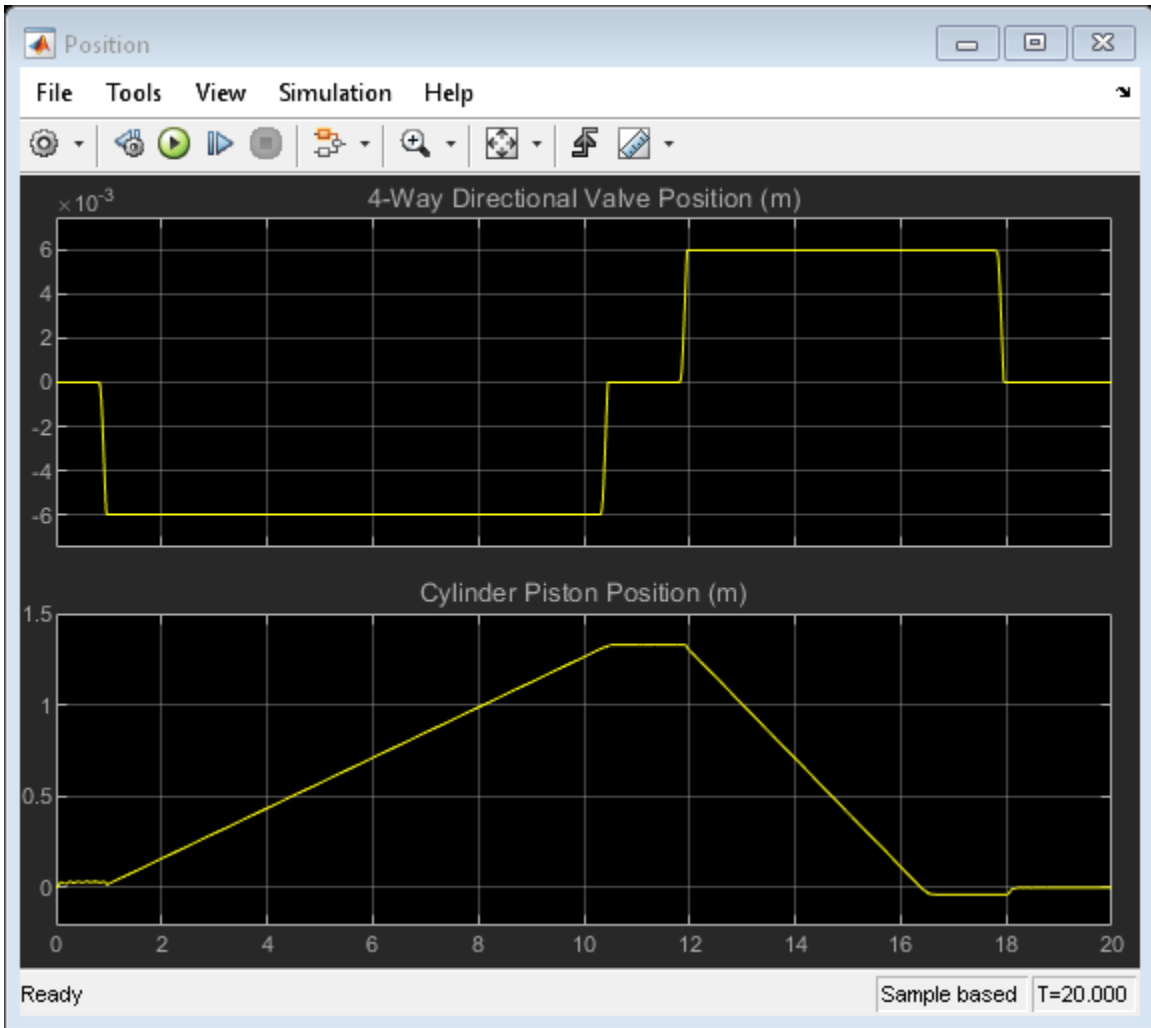 Position
File Tools View Simulation Help
×10-3
4-Way Directional Valve Position (m)
6
4
2
0
-2
-4
-6
Cylinder Piston Position (m)
1.5
1
0.5
0
0 2 4 6 8 10 12 14 16 18 20
Ready Sample based T=20.000